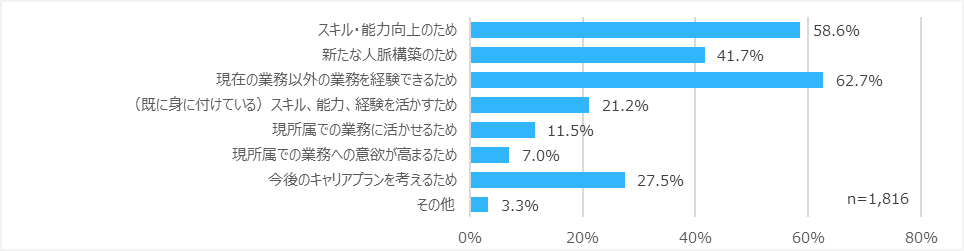 スキル・能力向上のため 58.6%
新たな人脈構築のため 41.7%
現在の業務以外の業務を経験できるため 62.7%
(既に身に付けている)スキル、能力、経験を活かすため 21.2%
現所属での業務に活かせるため 11.5%
現所属での業務への意欲が高まるため 7.0%
今後のキャリアプランを考えるため 27.5%
その他 3.3%
n=1,816
0% 20% 40% 60% 80%